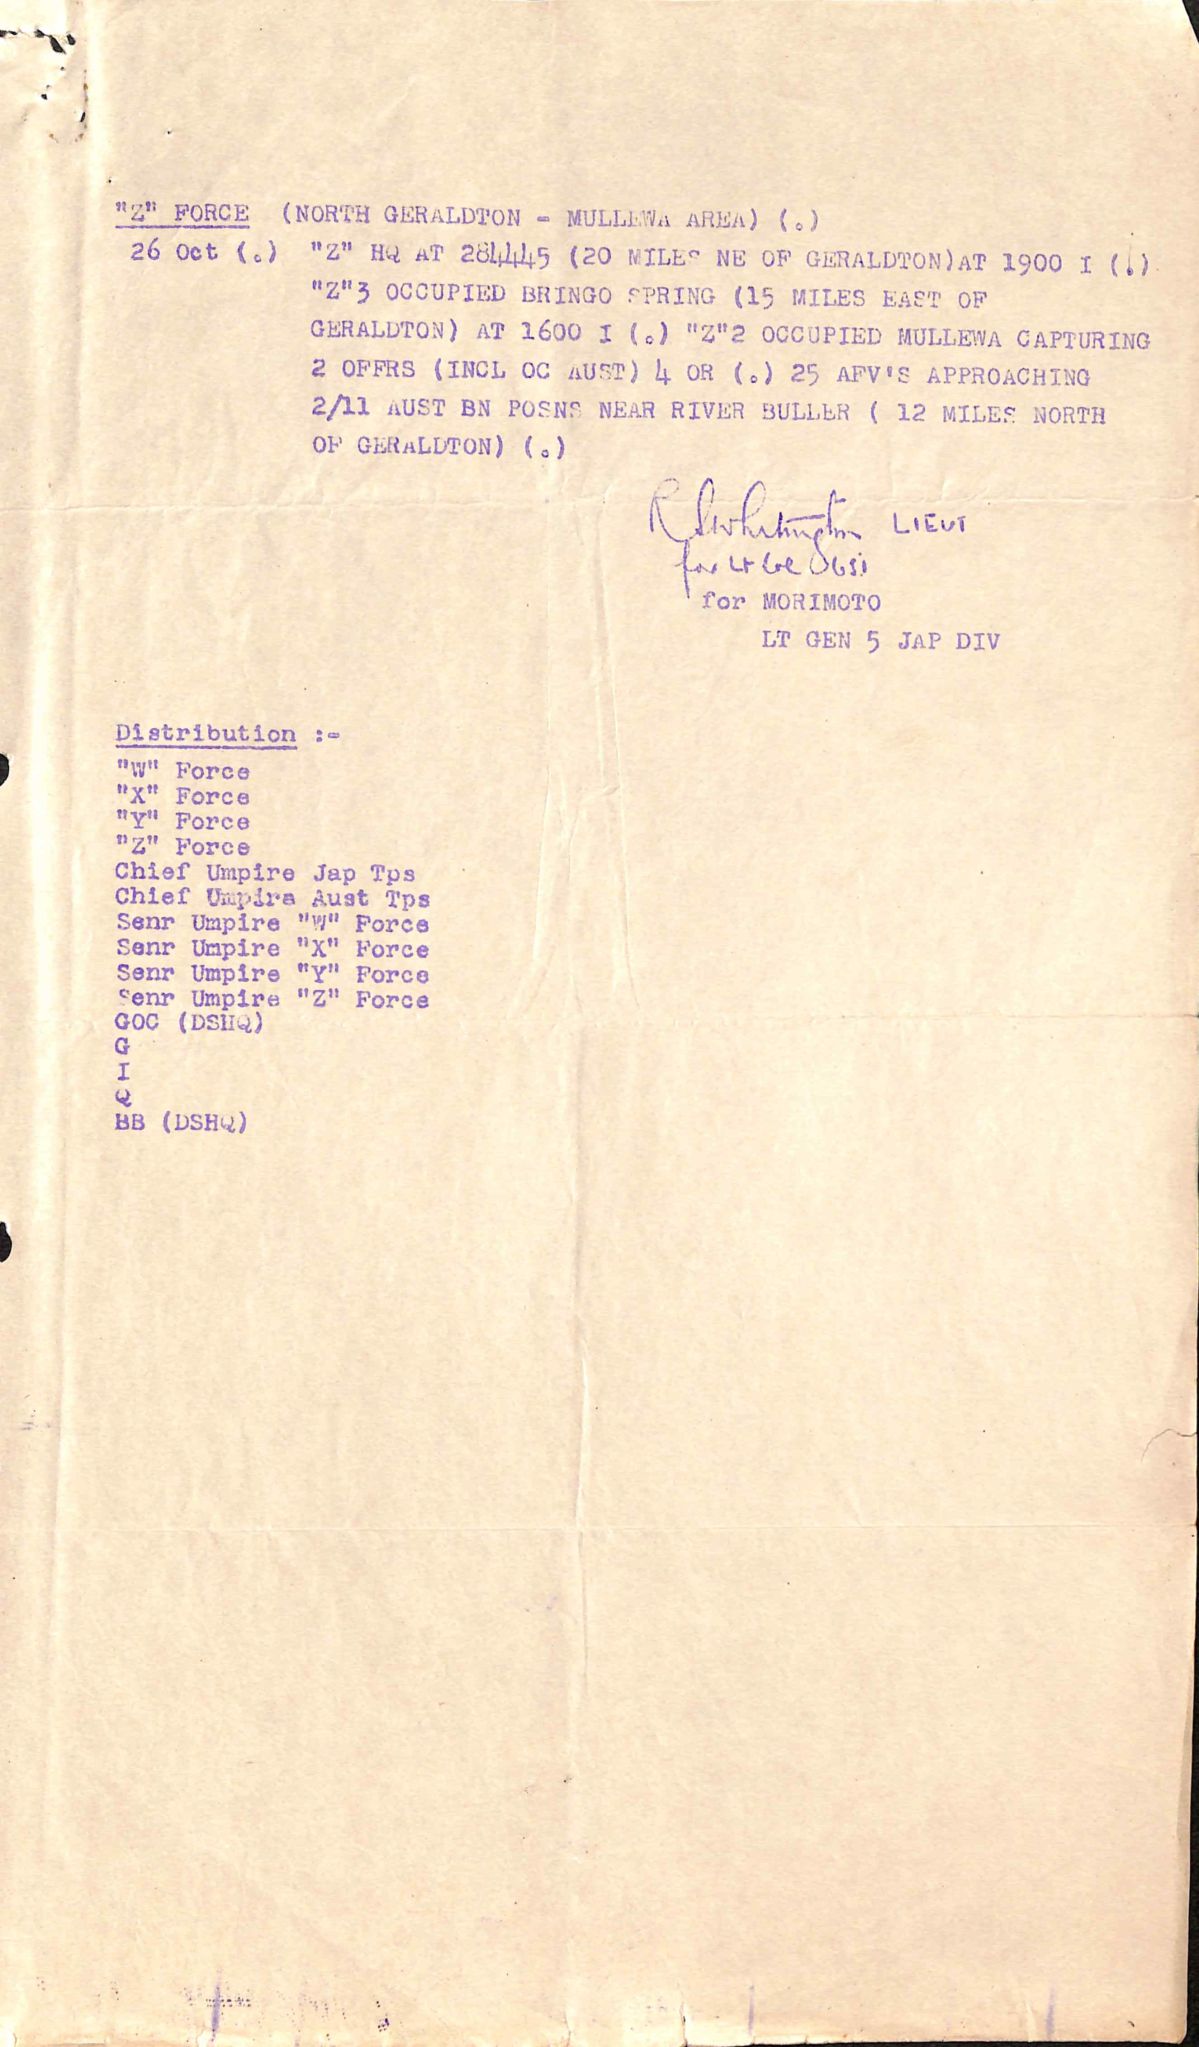 "Z" FORCE (NORTH GERALDTON - MULLEWA AREA) (.)
26 Oct (.) "Z" HQ AT 284445 (20 MILES NE OF GERALDTON)AT 1900 I (.)
"Z"3 OCCUPIED BRINGO SPRING (15 MILES EAST OF
GERALDTON) AT 1600 I (.) "Z"2 OCCUPIED MULLEWA CAPTURING
2 OFFRS (INCL OC AUST) 4 OR (.) 25 AFV'S APPROACHING
2/11 AUST BN POSNS NEAR RIVER BULLER ( 12 MILES NORTH
OF GERALDTON) (.)
LIEUT
for Lt Col
for MORIMOTO
LT GEN 5 JAP DIV
Distribution :-
"W" Force
"X" Force
"Y" Force
"Z" Force
Chief Umpire Jap Tps
Chief Umpire Aust Tps
Senr Umpire "W" Force
Senr Umpire "X" Force
Senr Umpire "Y" Force
Senr Umpire "Z" Force
GOC (DSHQ)
G
I
Q
BB (DSHQ)